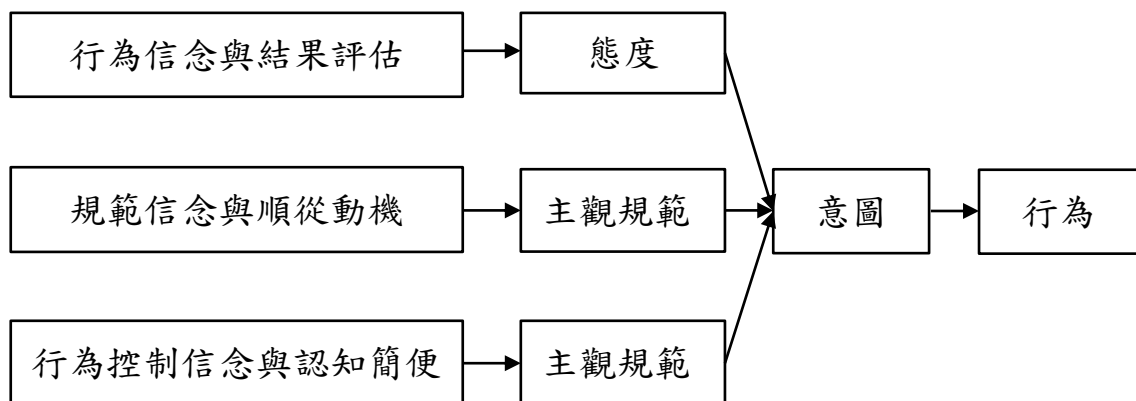 行為信念與結果評估
態度
規範信念與順從動機
主觀規範
意圖
行為
行為控制信念與認知簡便
主觀規範